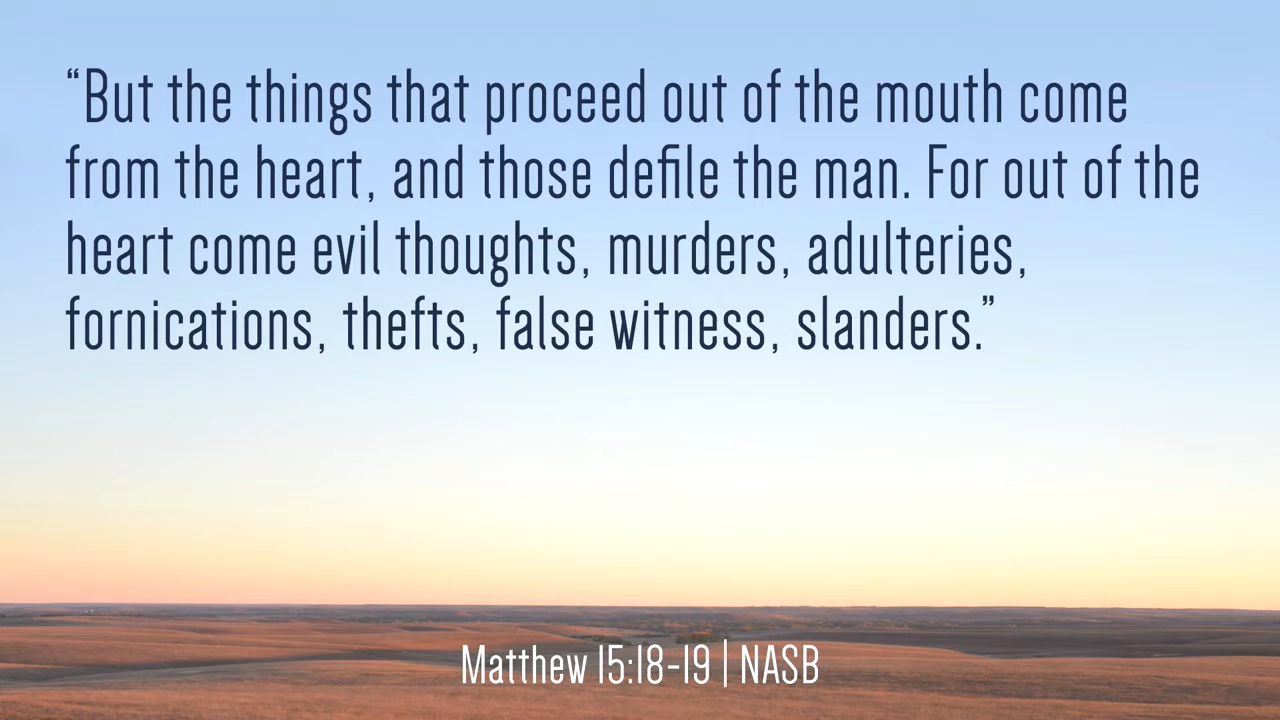 “But the things that proceed out of the mouth come
from the heart, and those defile the man. For out of the
heart come evil thoughts, murders, adulteries,
fornications, thefts, false witness, slanders.”
Matthew 15:18-19 | NASB